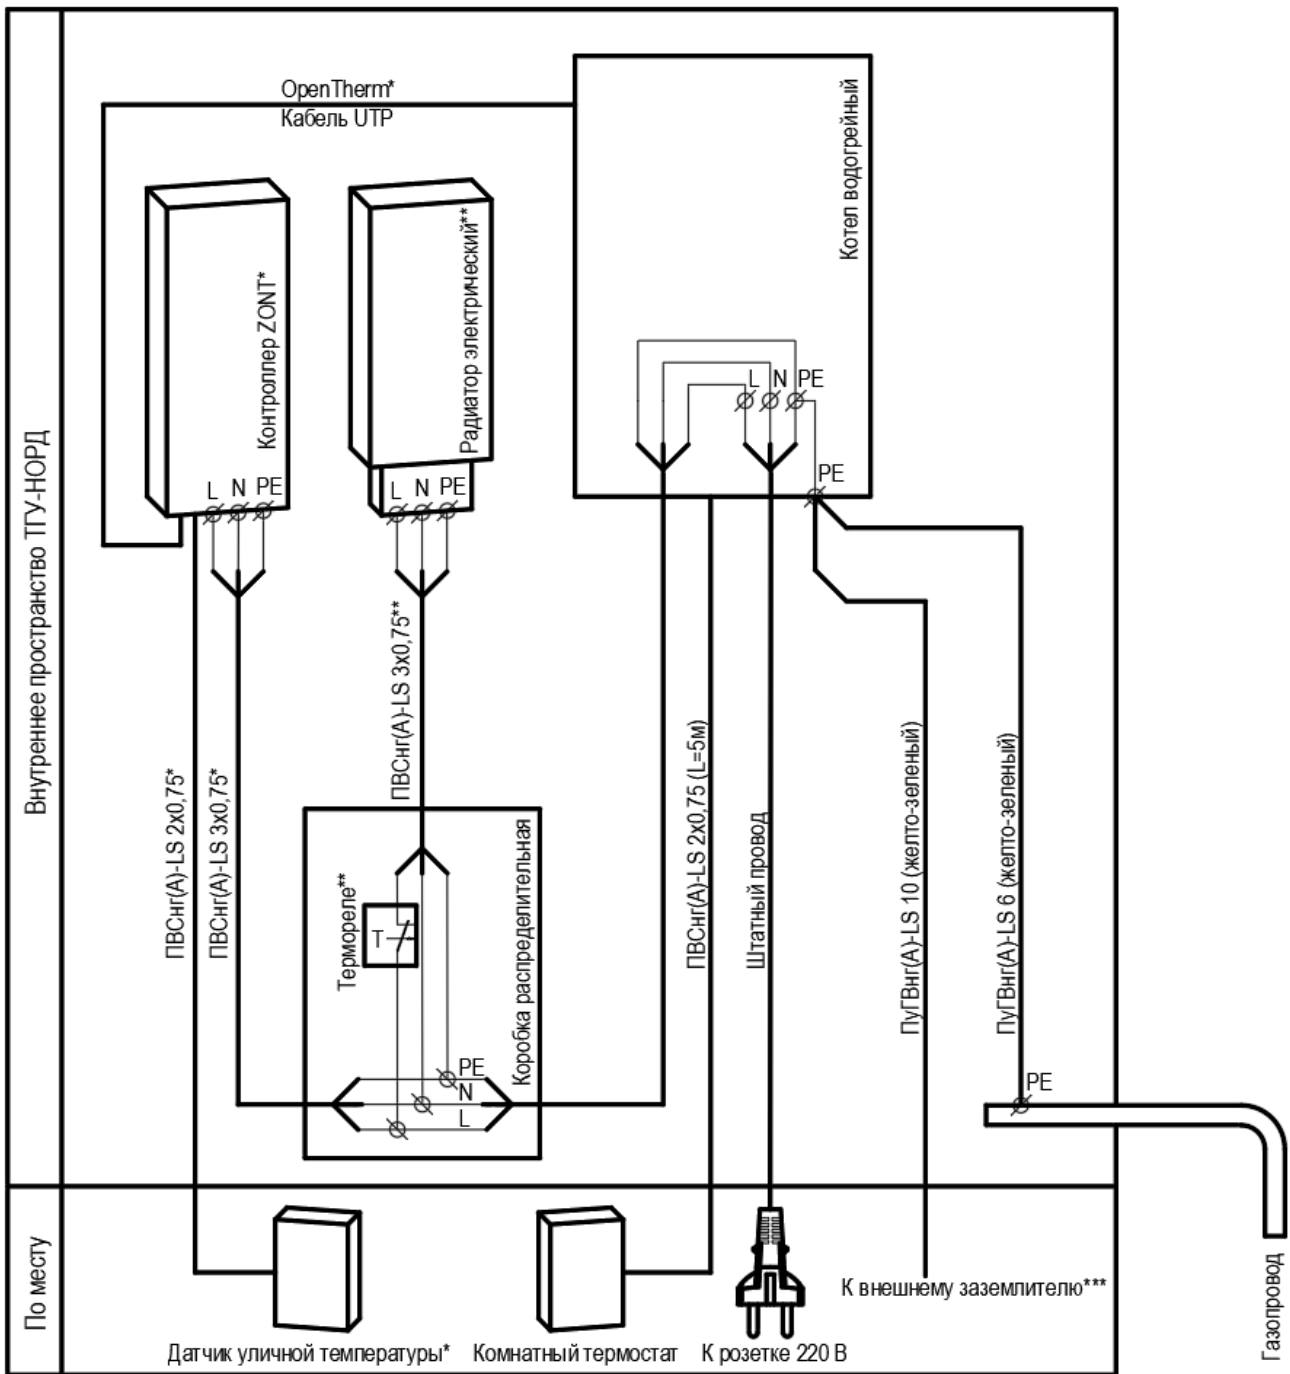 OpenTherm*
Кабель UTP
Котел водогрейный
Контроллер ZONT*
Радиатор электрический**
L N PE
L N PE
L N PE
PE
Внутреннее пространство ТГУ-НОРД
ПВСнг(А)-LS 2х0,75*
ПВСнг(А)-LS 3х0,75*
ПВСнг(А)-LS 3х0,75**
ПВСнг(А)-LS 2х0,75 (L=5м)
Штатный провод
ПуГВнг(А)-LS 10 (желто-зеленый)
ПуГВнг(А)-LS 6 (желто-зеленый)
Термореле**
T
Коробка распределительная
PE
N
L
PE
По месту
Датчик уличной температуры*
Комнатный термостат
К розетке 220 В
К внешнему заземлителю***
Газопровод